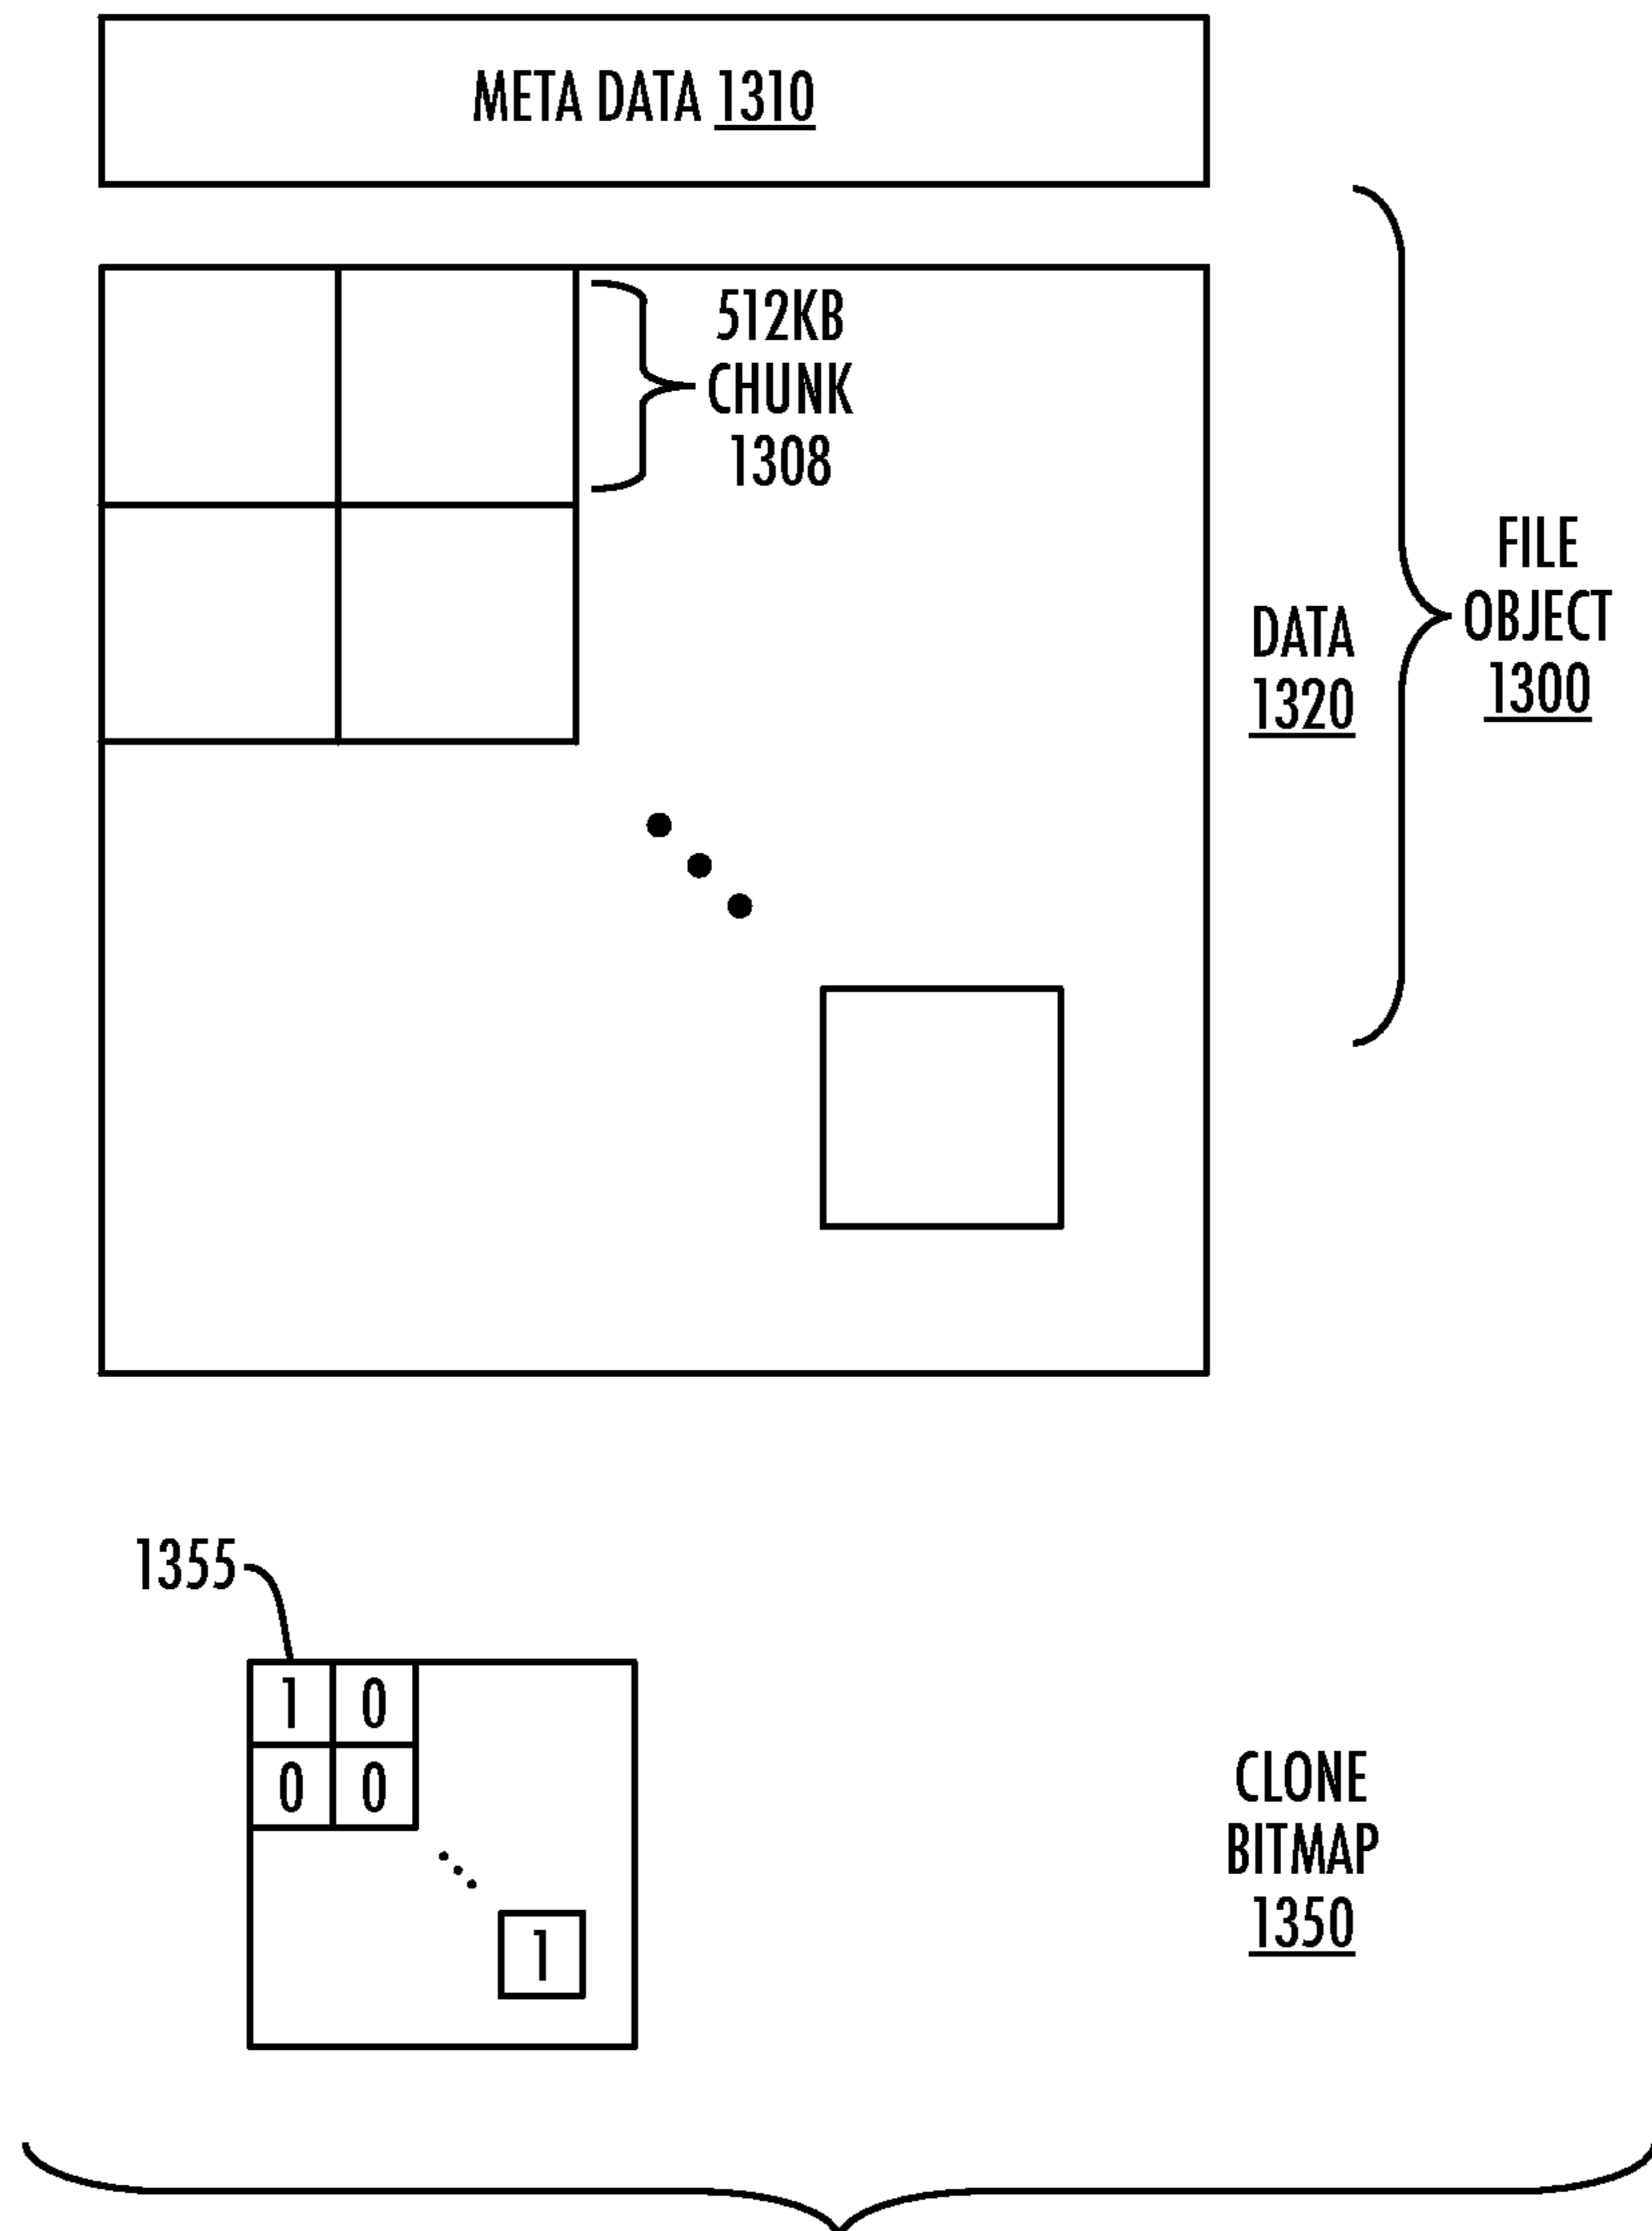 META DATA 1310
512KB
CHUNK
1308
DATA
1320
FILE
OBJECT
1300
1355
1 0
0 0
1
CLONE
BITMAP
1350